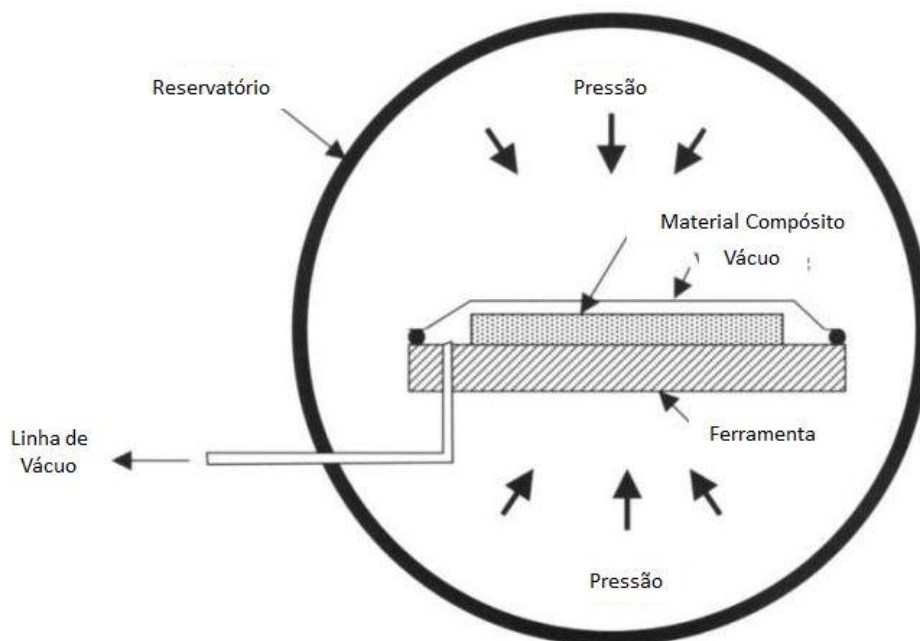 Reservatório
Pressão
Material Compósito
Vácuo
Ferramenta
Linha de
Vácuo
Pressão